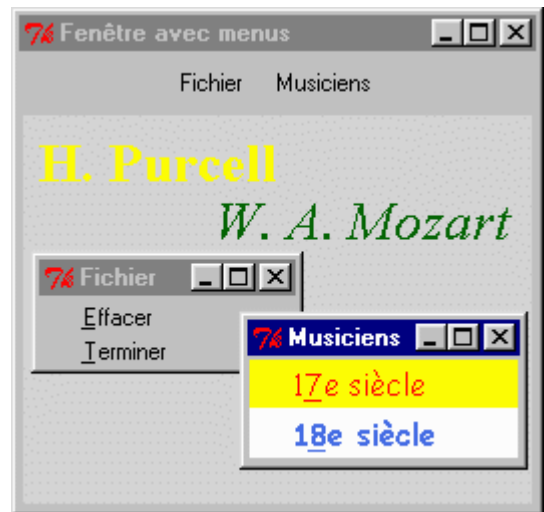 Fenêtre avec menus
Fichier Musiciens
H. Purcell
W. A. Mozart
Fichier
Effacer
Terminer
Musiciens
17e siècle
18e siècle